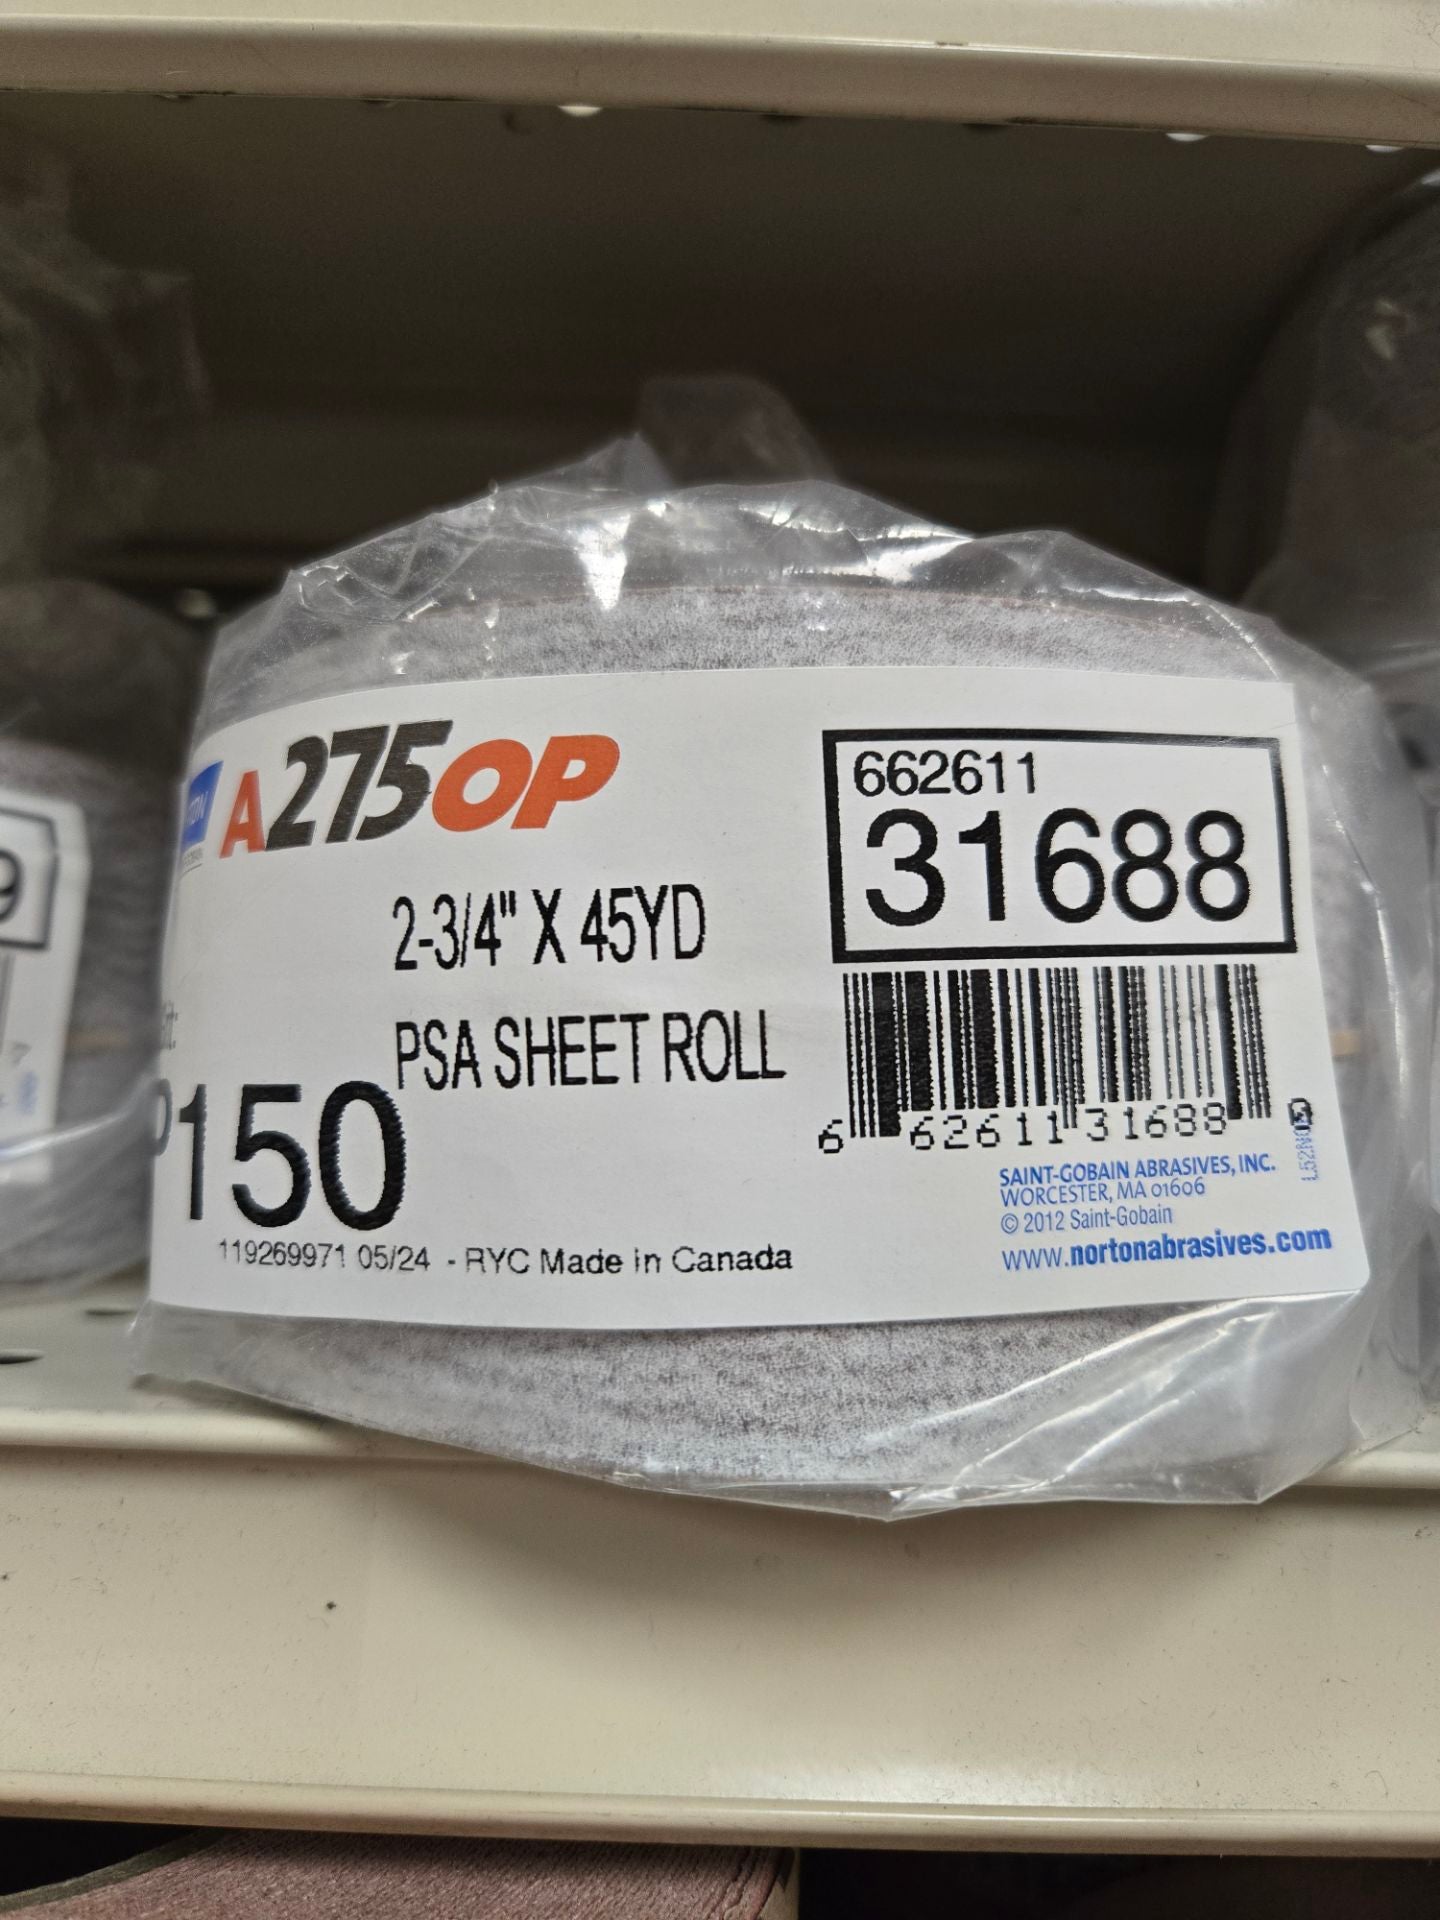 A275OP
662611
31688
2-3/4" X 45YD
PSA SHEET ROLL
P150
6 62611 31688
SAINT-GOBAIN ABRASIVES, INC.
WORCESTER, MA 01606
© 2012 Saint-Gobain
www.nortonabrasives.com
119269971 05/24 - RYC Made in Canada
9